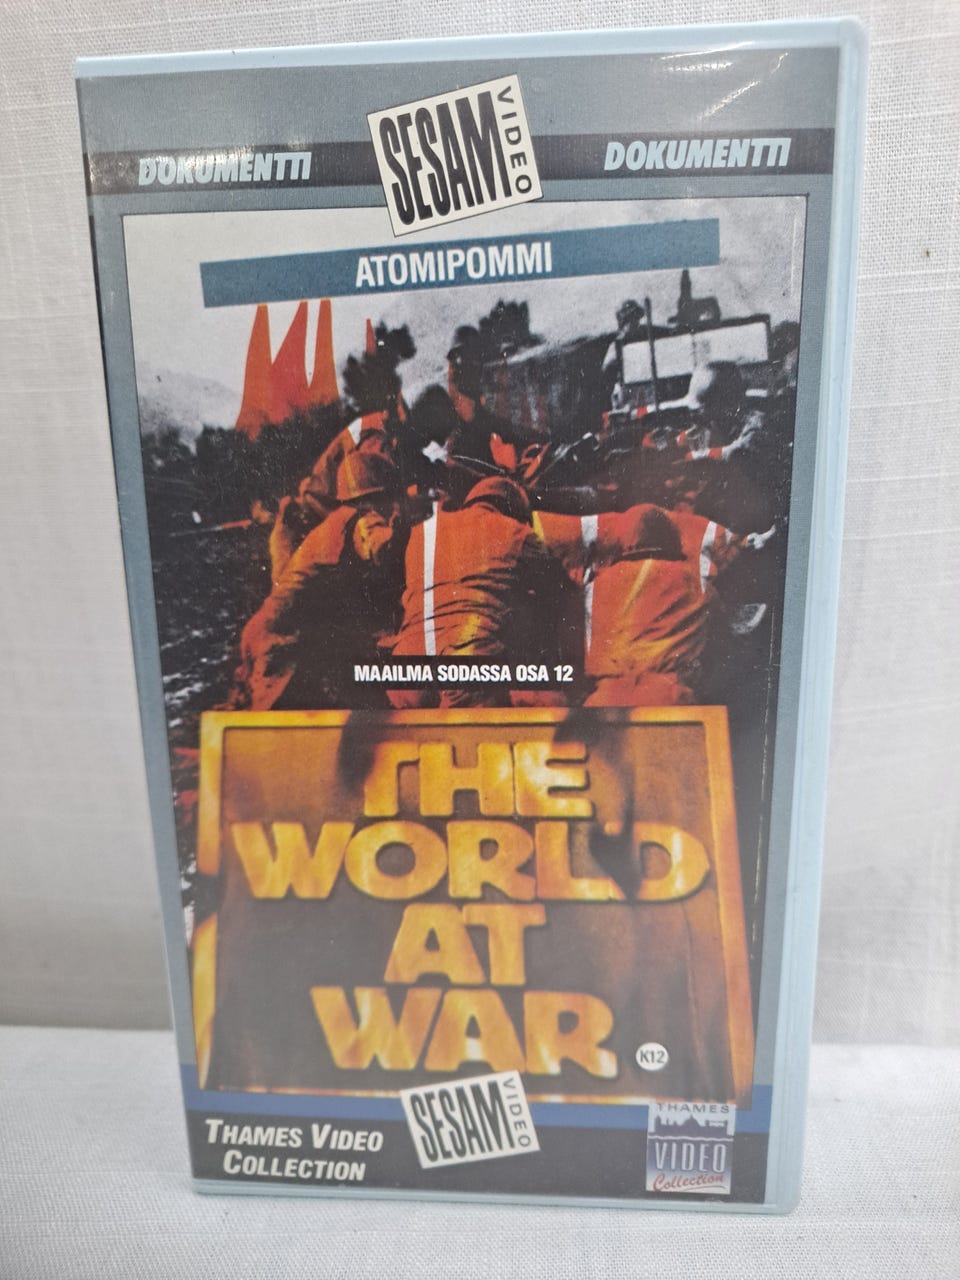 SESAM VIDEO
DOKUMENTTI
DOKUMENTTI
ATOMIPOMMI
MAAILMA SODASSA OSA 12
THE
WORLD
AT
WAR
K12
SESAM VIDEO
THAMES VIDEO
COLLECTION
THAMES
VIDEO
Collection